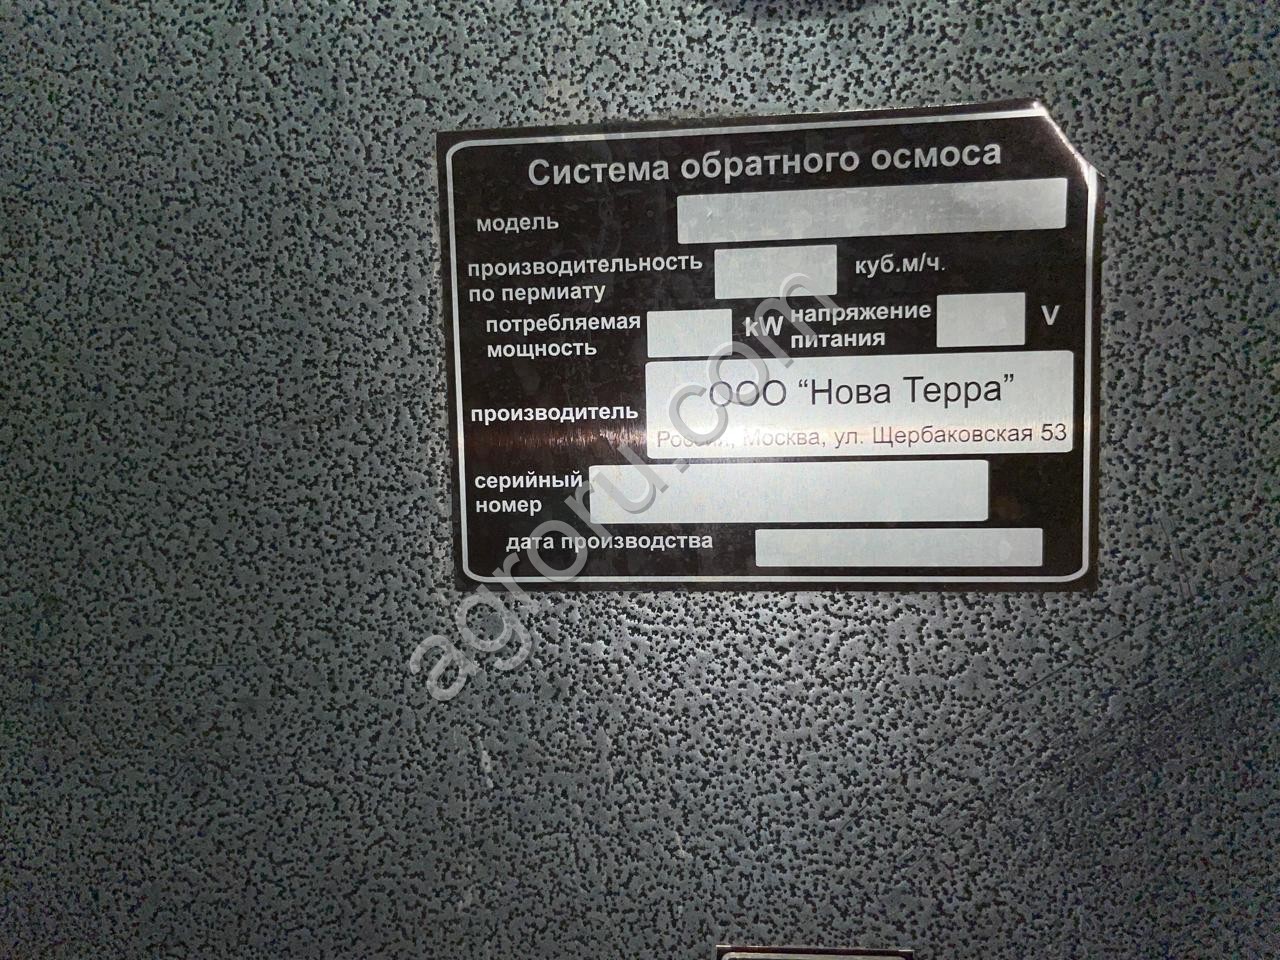 Система обратного осмоса
модель
производительность куб.м/ч.
по пермиату
потребляемая kW напряжение V
мощность питания
ООО “Нова Терра”
производитель
Россия, Москва, ул. Щербаковская 53
серийный
номер
дата производства
agroru.com